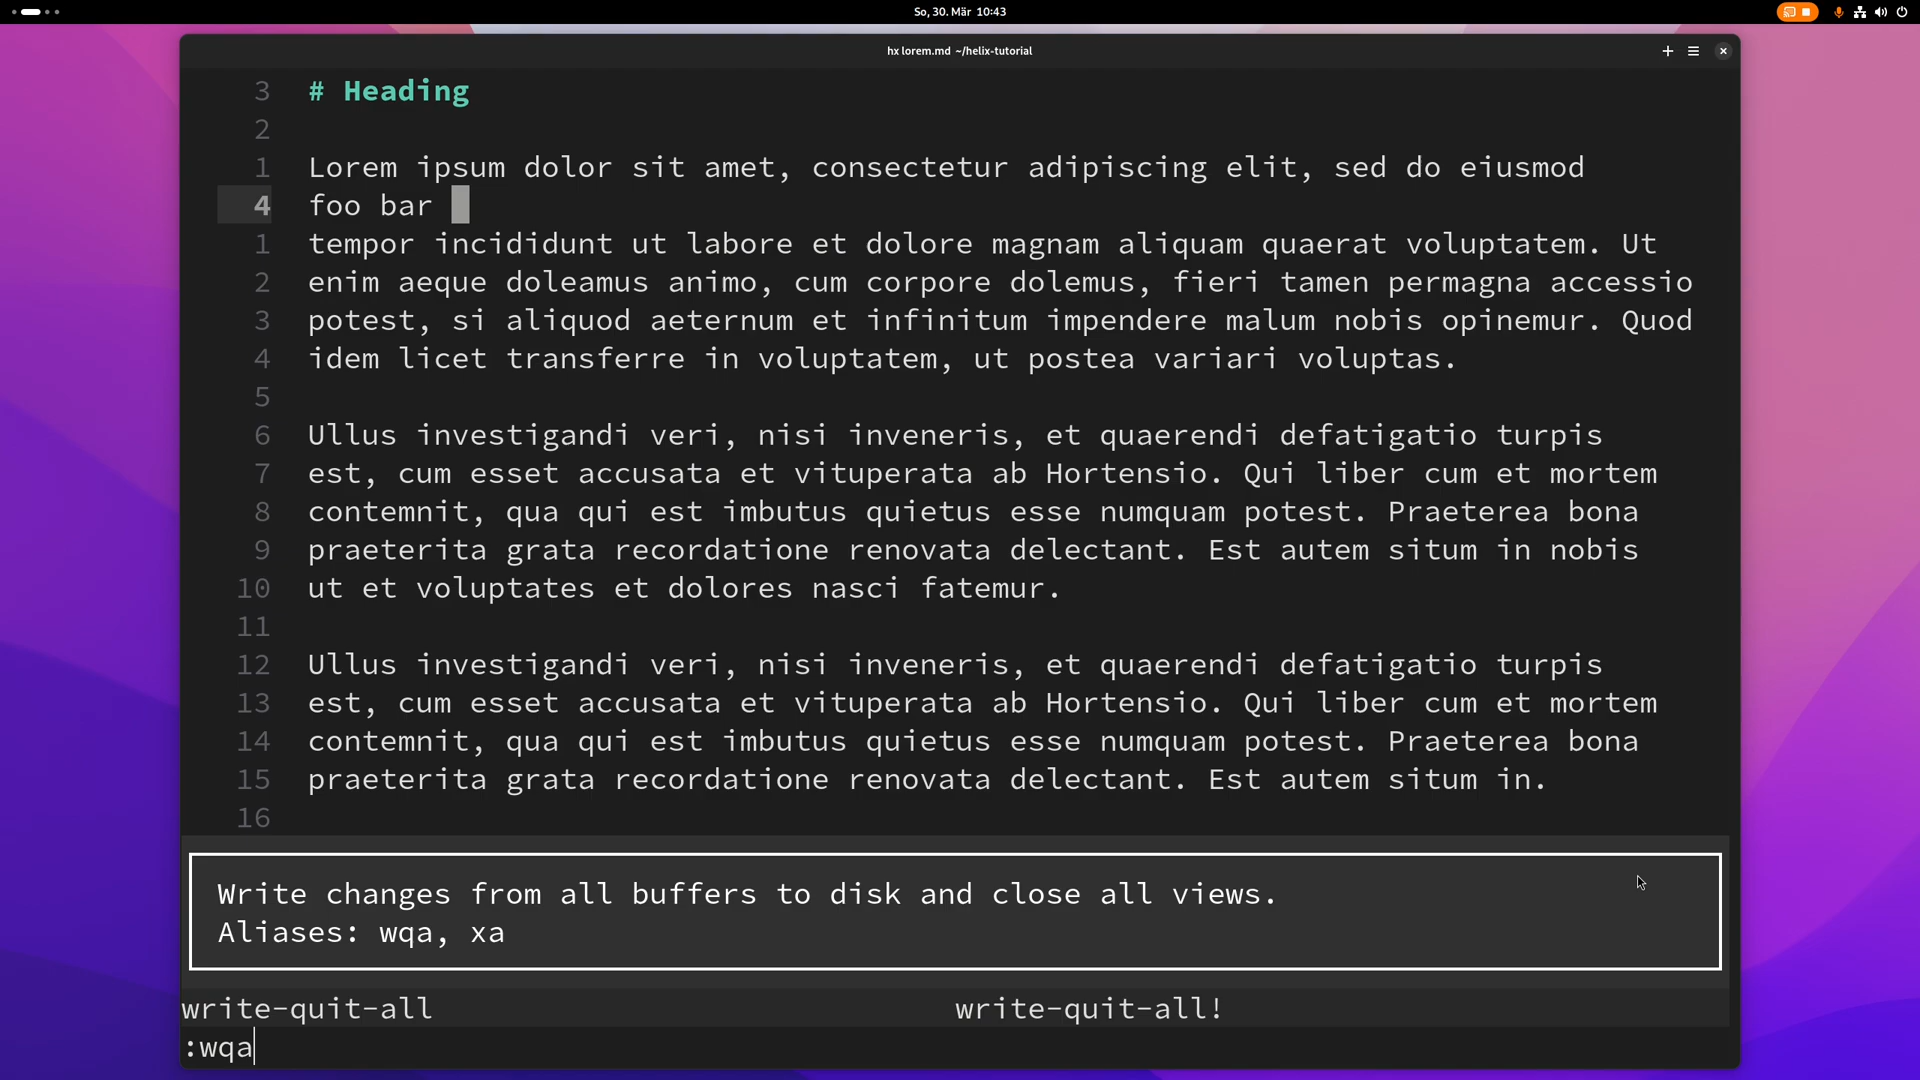 So, 30. Mär 10:43
hx lorem.md ~/helix-tutorial
3 # Heading
2
1 Lorem ipsum dolor sit amet, consectetur adipiscing elit, sed do eiusmod
4 foo bar
1 tempor incididunt ut labore et dolore magnam aliquam quaerat voluptatem. Ut
2 enim aeque doleamus animo, cum corpore dolemus, fieri tamen permagna accessio
3 potest, si aliquod aeternum et infinitum impendere malum nobis opinemur. Quod
4 idem licet transferre in voluptatem, ut postea variari voluptas.
5
6 Ullus investigandi veri, nisi inveneris, et quaerendi defatigatio turpis
7 est, cum esset accusata et vituperata ab Hortensio. Qui liber cum et mortem
8 contemnit, qua qui est imbutus quietus esse numquam potest. Praeterea bona
9 praeterita grata recordatione renovata delectant. Est autem situm in nobis
10 ut et voluptates et dolores nasci fatemur.
11
12 Ullus investigandi veri, nisi inveneris, et quaerendi defatigatio turpis
13 est, cum esset accusata et vituperata ab Hortensio. Qui liber cum et mortem
14 contemnit, qua qui est imbutus quietus esse numquam potest. Praeterea bona
15 praeterita grata recordatione renovata delectant. Est autem situm in.
16
Write changes from all buffers to disk and close all views.
Aliases: wqa, xa
write-quit-all write-quit-all!
:wqa